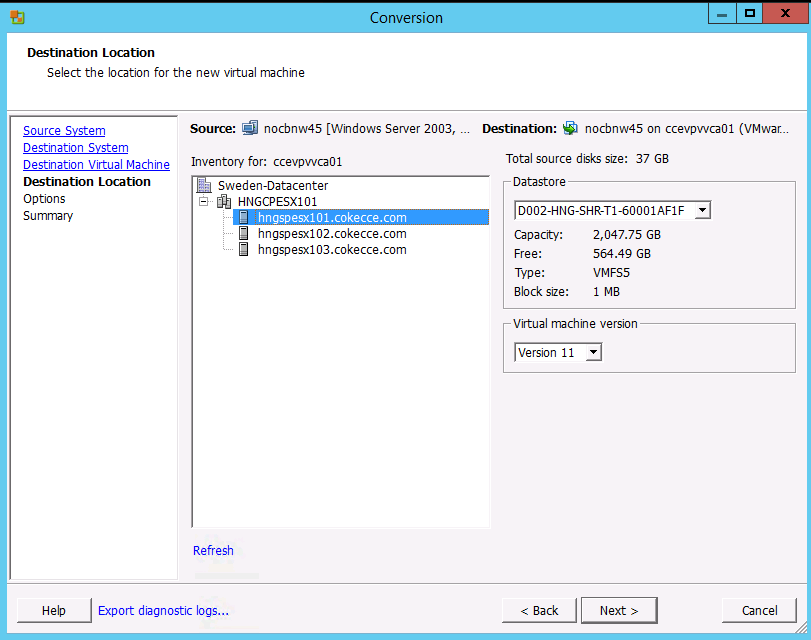 Conversion
Destination Location
Select the location for the new virtual machine
Source System
Destination System
Destination Virtual Machine
Destination Location
Options
Summary
Source: nocbnw45 [Windows Server 2003, ...
Destination: nocbnw45 on ccevpvvca01 (VMwar...
Inventory for: ccevpvvca01
Sweden-Datacenter
HNGCPESX101
hngspesx101.cokecce.com
hngspesx102.cokecce.com
hngspesx103.cokecce.com
Refresh
Total source disks size: 37 GB
Datastore
D002-HNG-SHR-T1-60001AF1F
Capacity: 2,047.75 GB
Free: 564.49 GB
Type: VMFS5
Block size: 1 MB
Virtual machine version
Version 11
Help
Export diagnostic logs...
< Back
Next >
Cancel